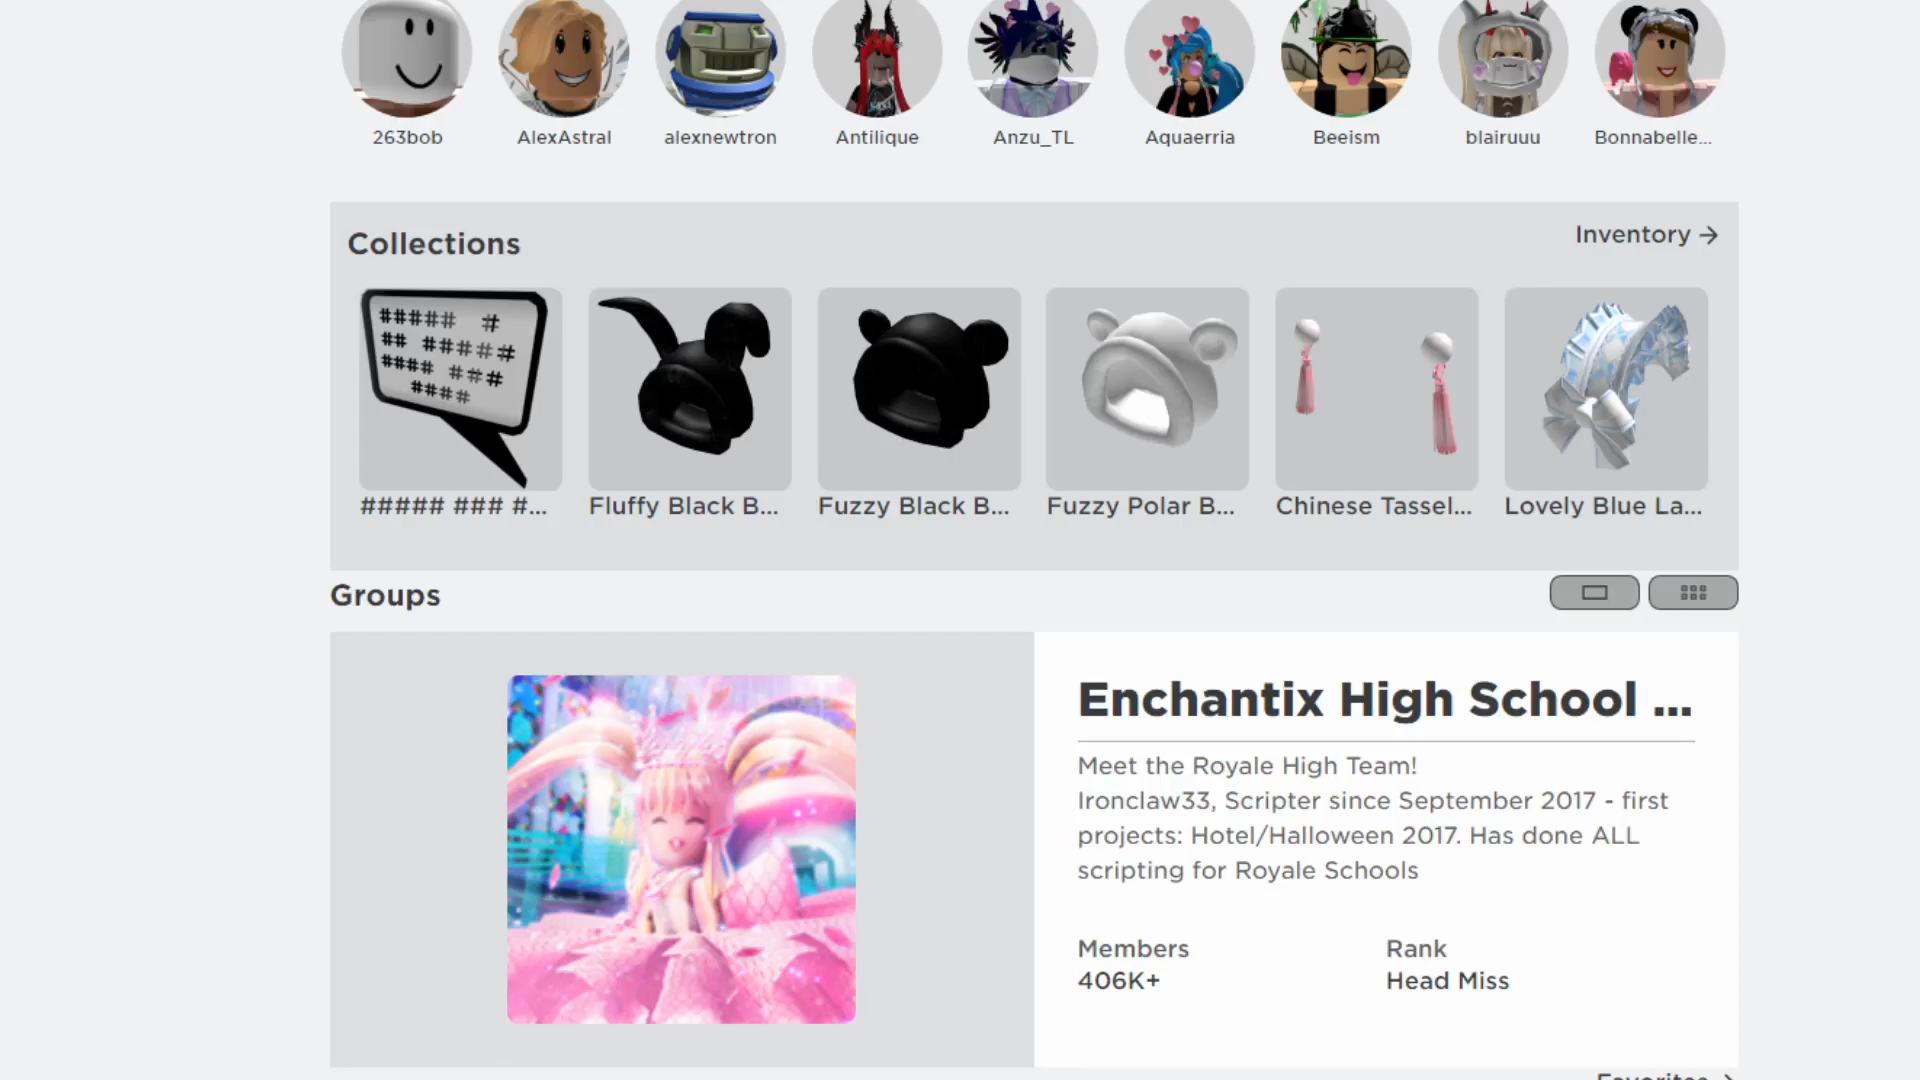 263bob
AlexAstral
alexnewtron
Antilique
Anzu_TL
Aquaerria
Beeism
blairuuu
Bonnabelle...
Collections
Inventory →
##### #
## #####
#### ###
####
##### ### #...
Fluffy Black B...
Fuzzy Black B...
Fuzzy Polar B...
Chinese Tassel...
Lovely Blue La...
Groups
Enchantix High School ...
Meet the Royale High Team!
Ironclaw33, Scripter since September 2017 - first
projects: Hotel/Halloween 2017. Has done ALL
scripting for Royale Schools
Members
Rank
406K+
Head Miss